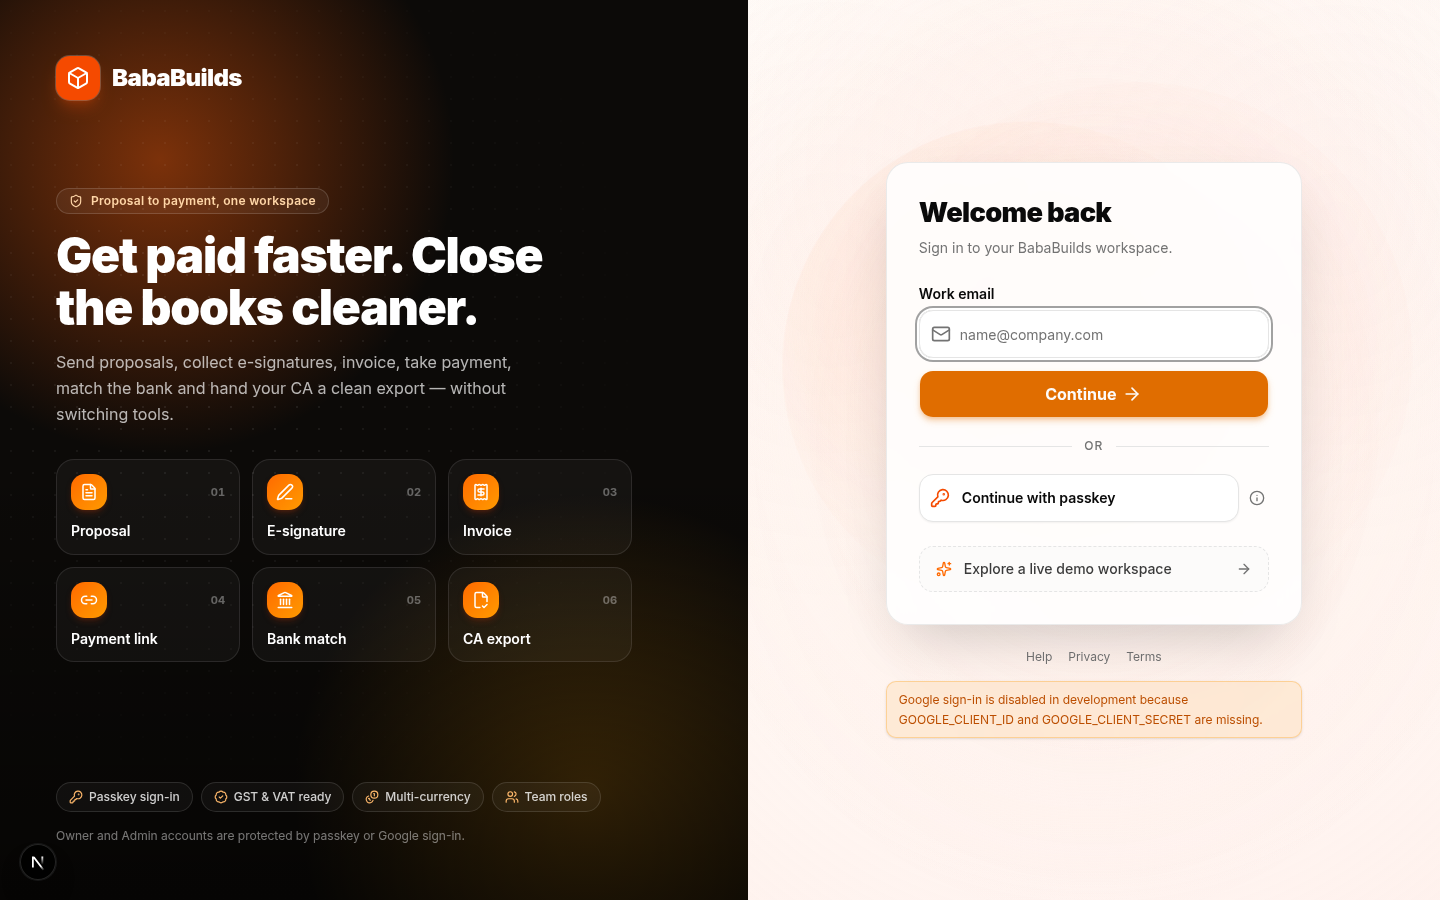 BabaBuilds
Proposal to payment, one workspace
Get paid faster. Close
the books cleaner.
Send proposals, collect e-signatures, invoice, take payment,
match the bank and hand your CA a clean export — without
switching tools.
01
Proposal
02
E-signature
03
Invoice
04
Payment link
05
Bank match
06
CA export
Passkey sign-in
GST & VAT ready
Multi-currency
Team roles
Owner and Admin accounts are protected by passkey or Google sign-in.
N
Welcome back
Sign in to your BabaBuilds workspace.
Work email
name@company.com
Continue
OR
Continue with passkey
Explore a live demo workspace
Help Privacy Terms
Google sign-in is disabled in development because
GOOGLE_CLIENT_ID and GOOGLE_CLIENT_SECRET are missing.